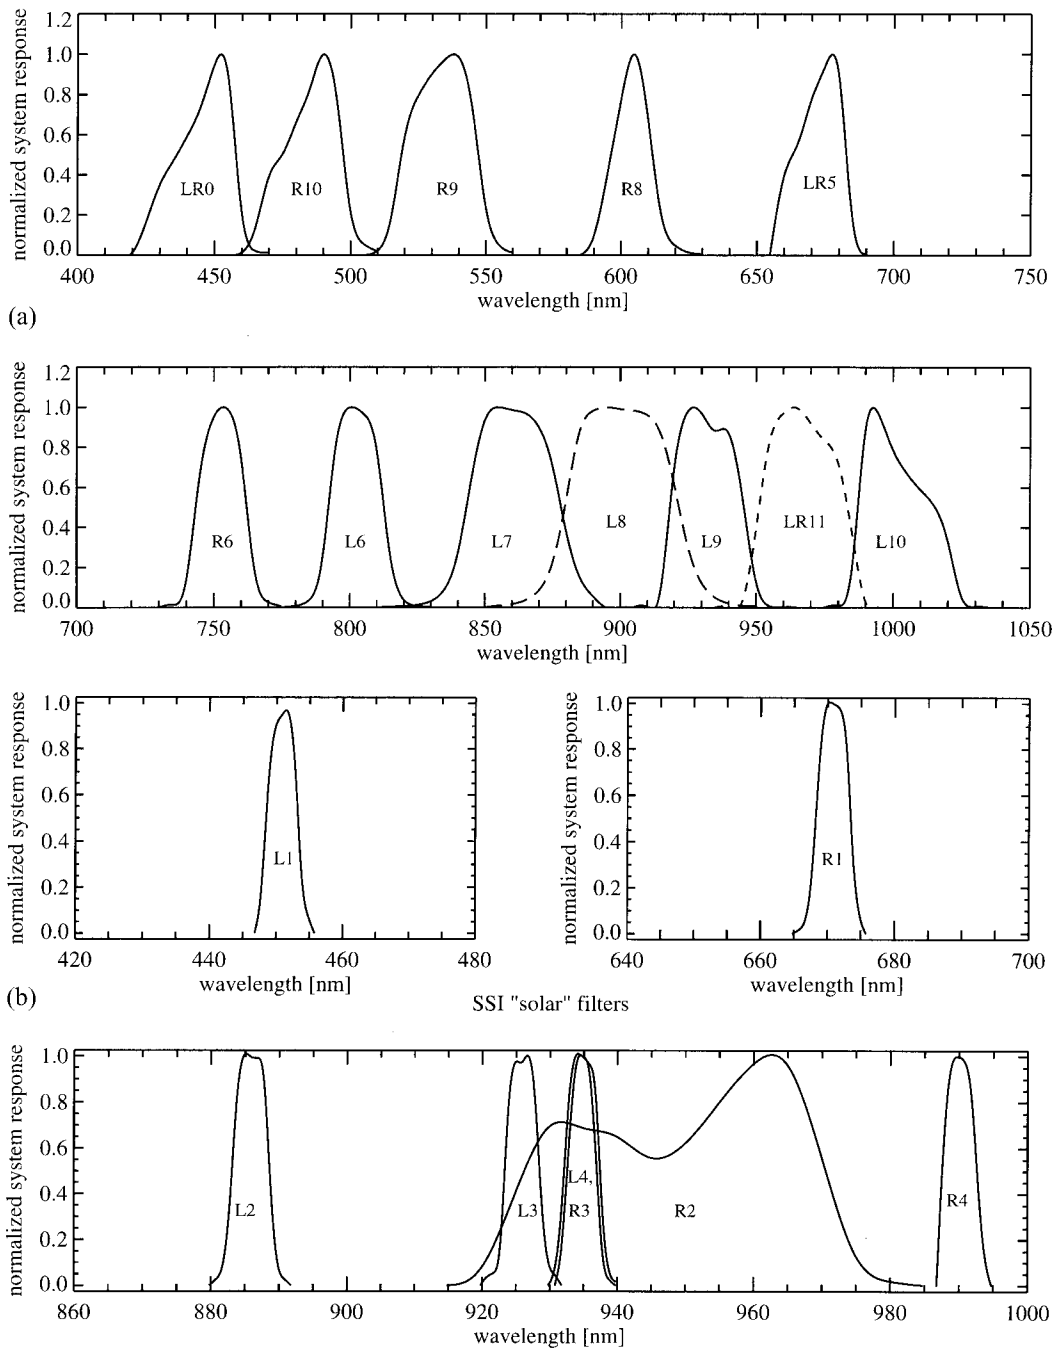 normalized system response
1.2
1.0
0.8
0.6
0.4
0.2
0.0
LR0
R10
R9
R8
LR5
400 450 500 550 600 650 700 750
wavelength [nm]
(a)
normalized system response
1.2
1.0
0.8
0.6
0.4
0.2
0.0
R6
L6
L7
L8
L9
LR11
L10
700 750 800 850 900 950 1000 1050
wavelength [nm]
normalized system response
1.0
0.8
0.6
0.4
0.2
0.0
L1
420 440 460 480
wavelength [nm]
normalized system response
1.0
0.8
0.6
0.4
0.2
0.0
R1
640 660 680 700
wavelength [nm]
(b)
SSI "solar" filters
normalized system response
1.0
0.8
0.6
0.4
0.2
0.0
L2
L3
L4,
R3
R2
R4
860 880 900 920 940 960 980 1000
wavelength [nm]